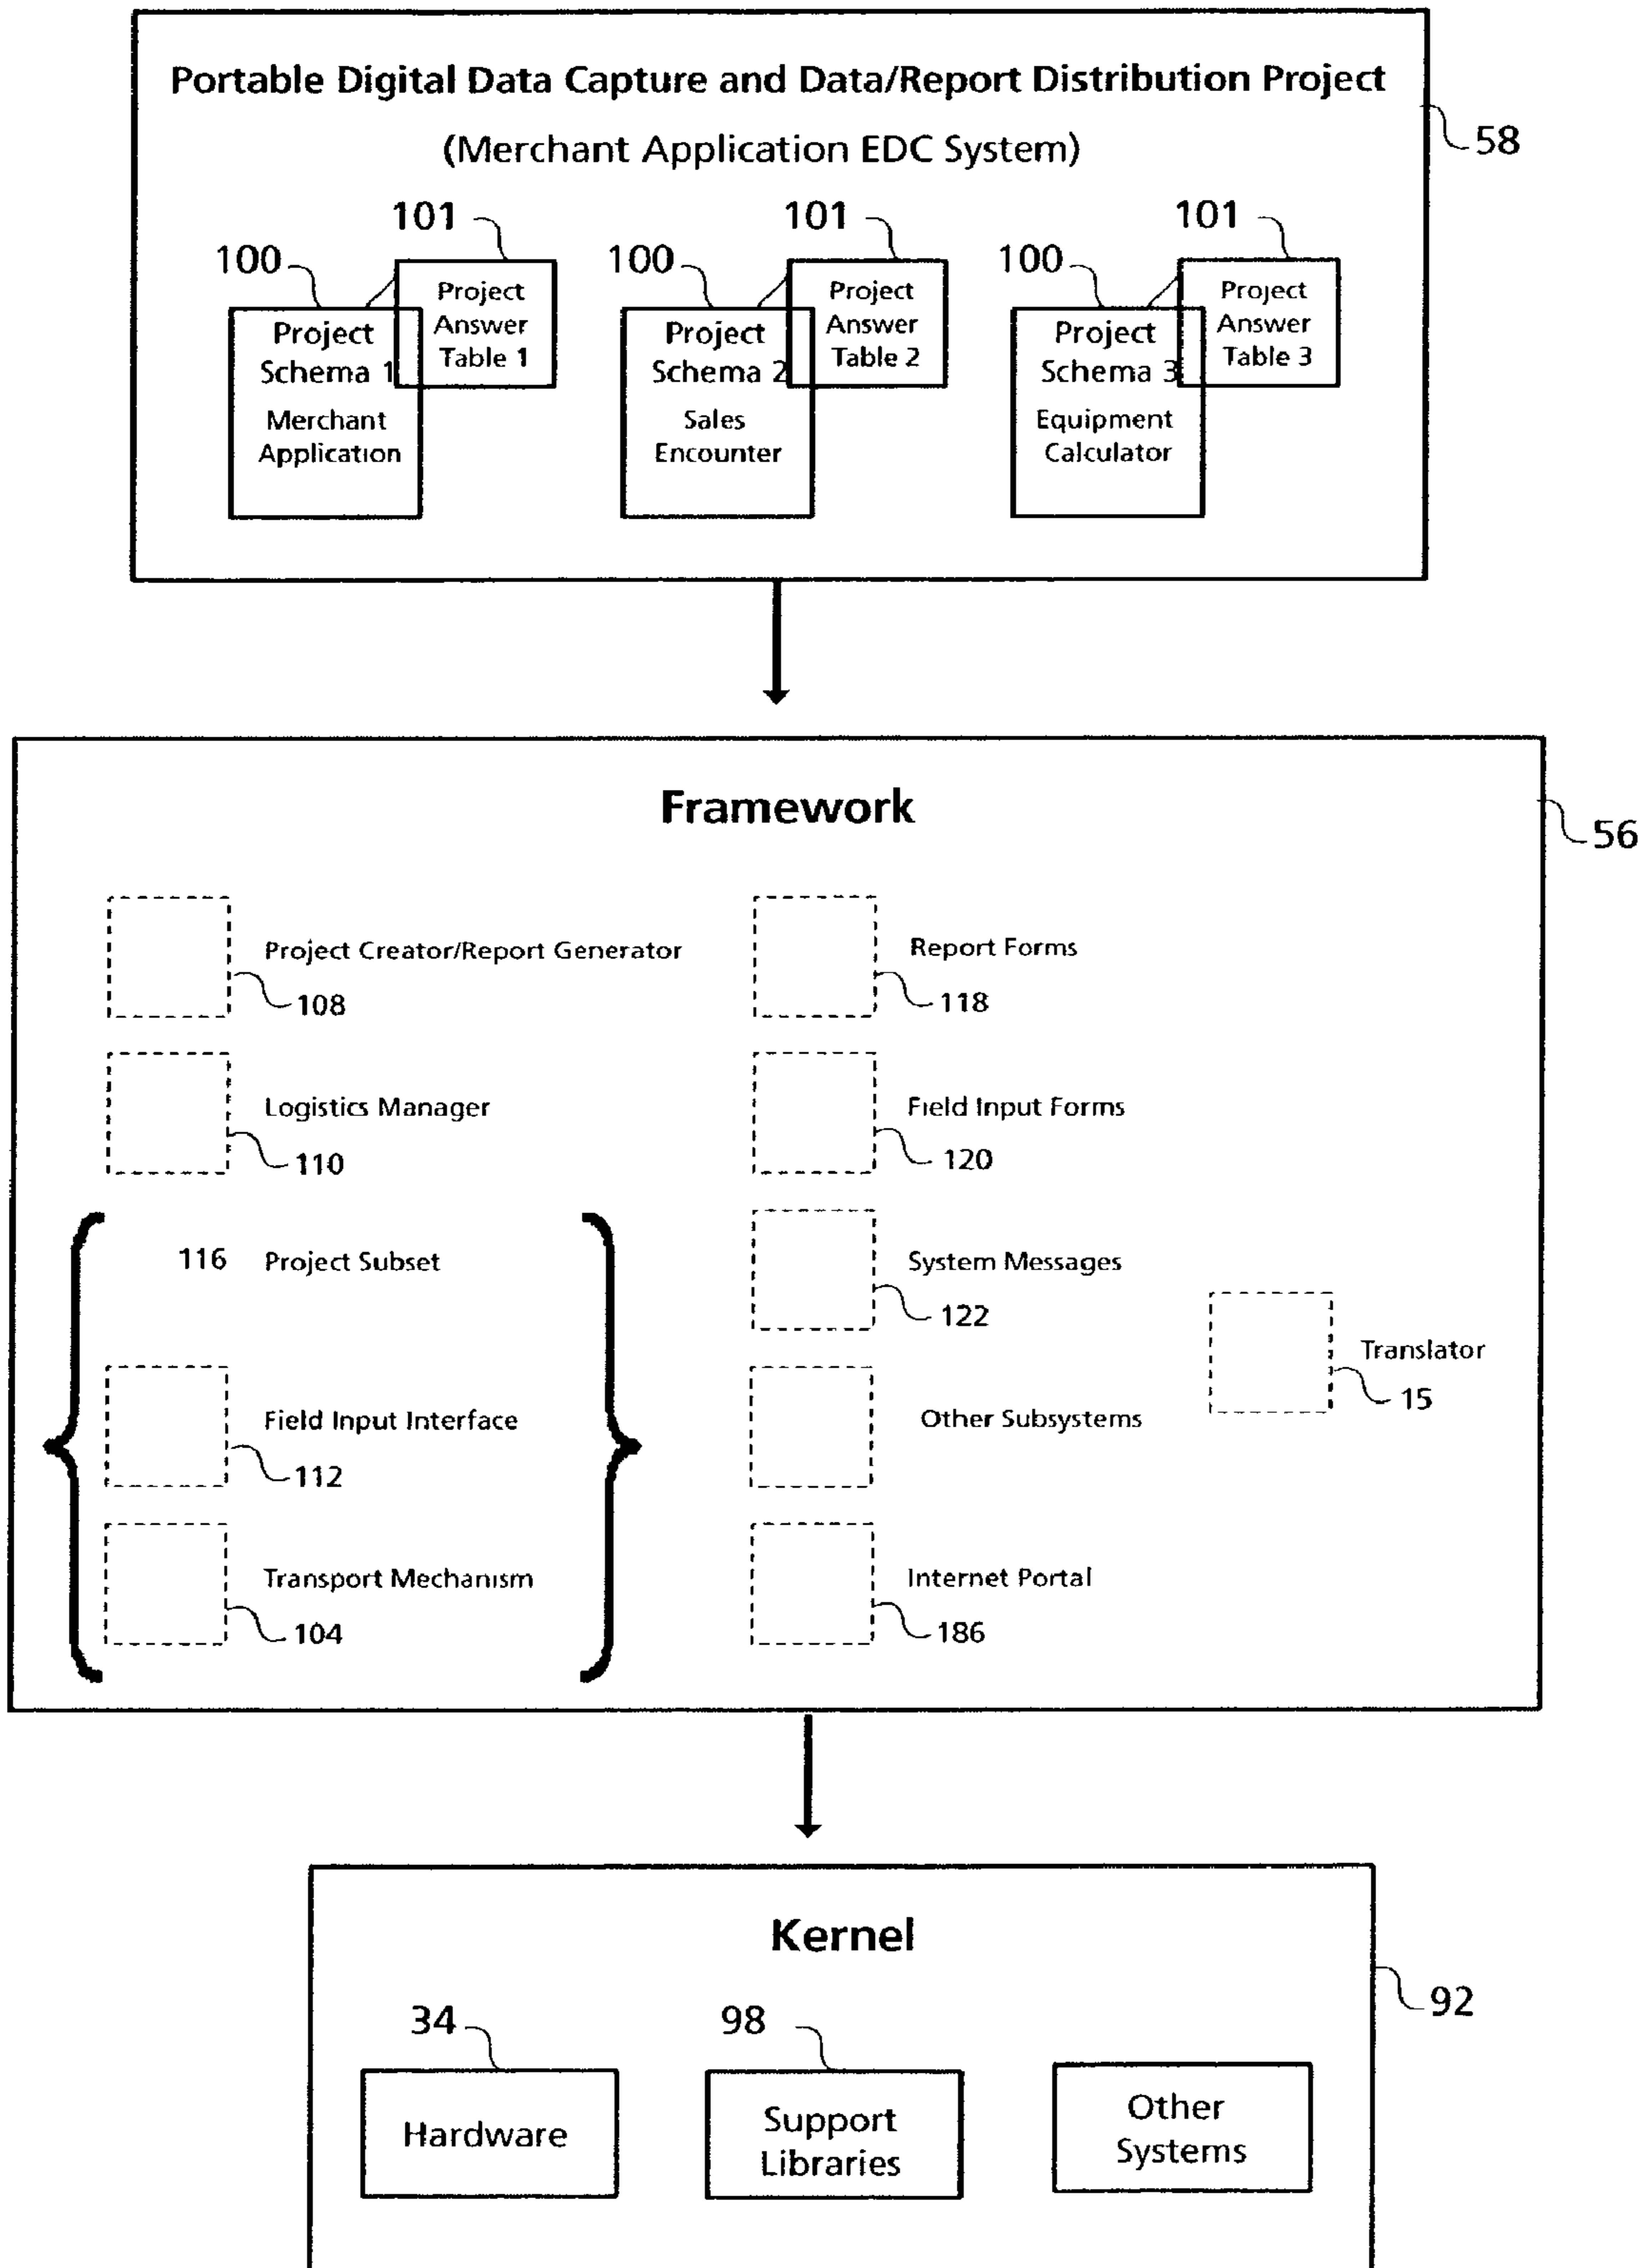 Portable Digital Data Capture and Data/Report Distribution Project
(Merchant Application EDC System)
58
101
101
101
100
100
100
Project
Answer
Table 1
Project
Schema 1
Merchant
Application
Project
Answer
Table 2
Project
Schema 2
Sales
Encounter
Project
Answer
Table 3
Project
Schema 3
Equipment
Calculator
Framework
56
Project Creator/Report Generator
108
Report Forms
118
Logistics Manager
110
Field Input Forms
120
116 Project Subset
System Messages
122
Translator
15
Field Input Interface
112
Other Subsystems
Transport Mechanism
104
Internet Portal
186
Kernel
92
34
98
Hardware
Support
Libraries
Other
Systems